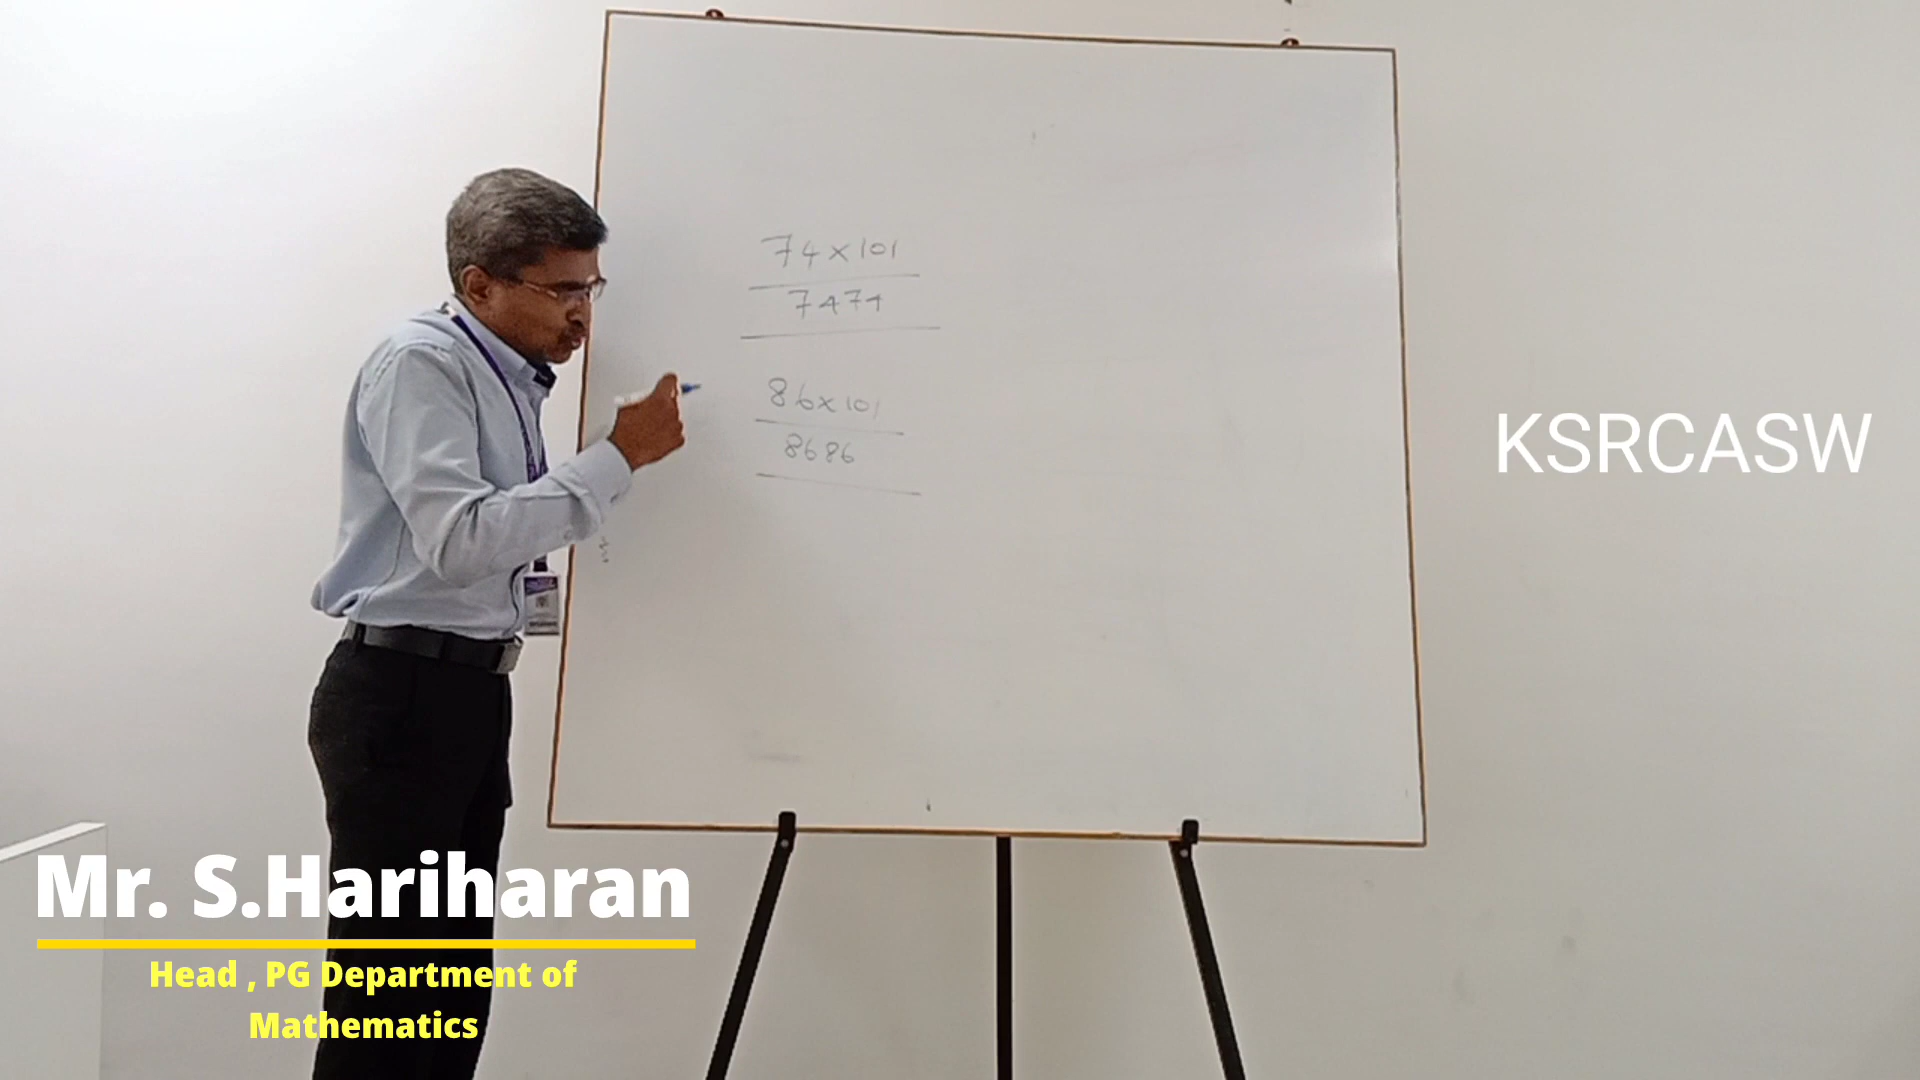 74×101
7474
86×101
8686
KSRCASW
Mr. S.Hariharan
Head , PG Department of
Mathematics